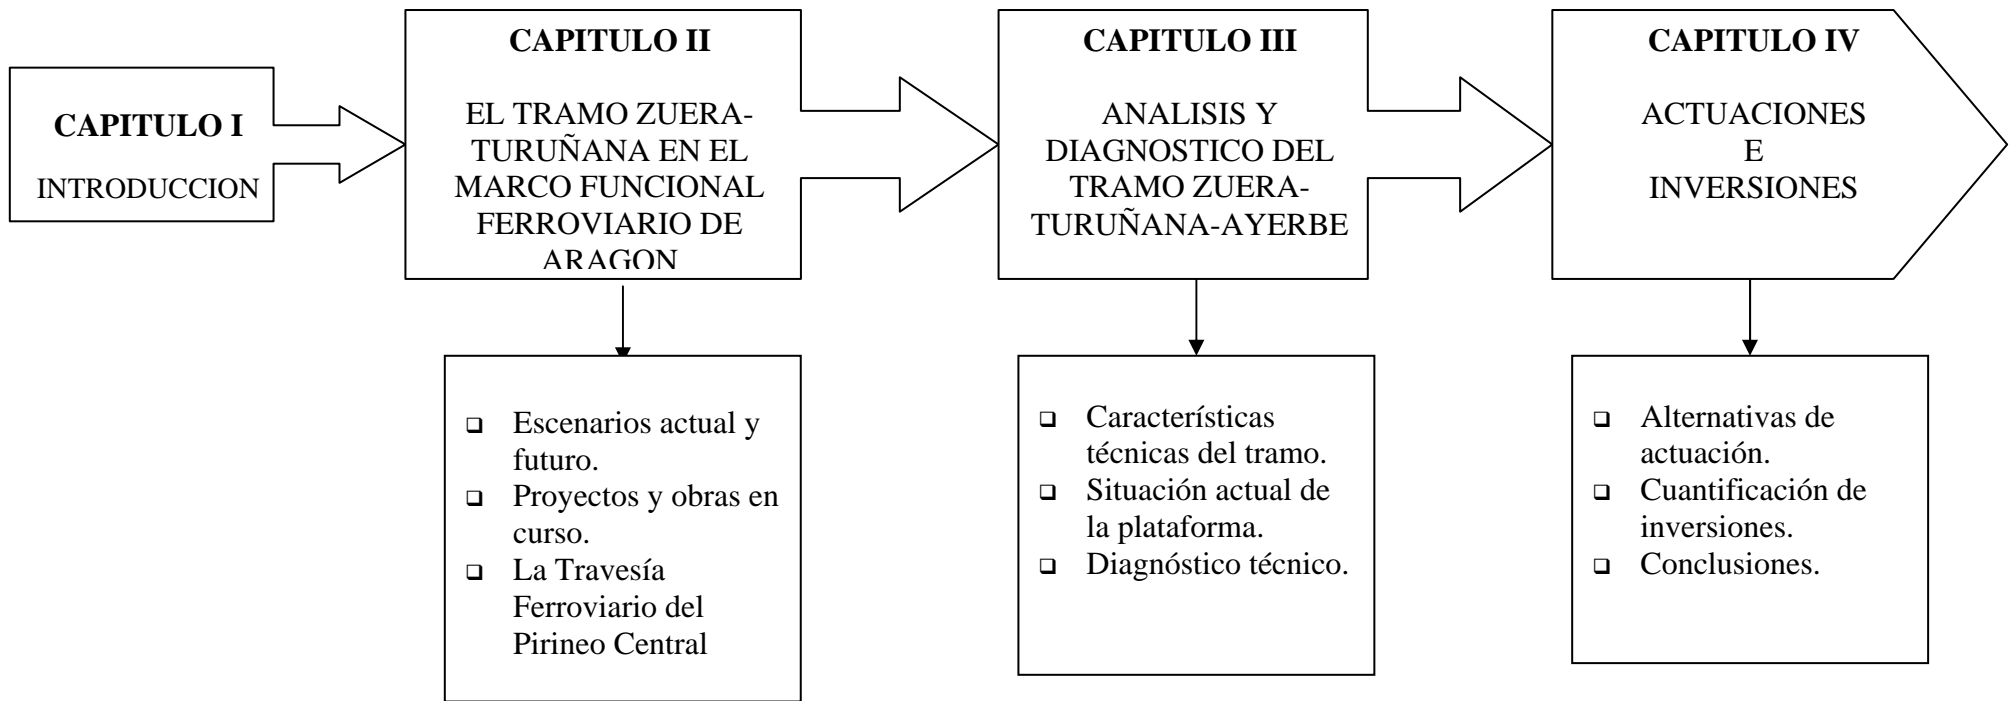 CAPITULO I
INTRODUCCION
CAPITULO II
EL TRAMO ZUERA-
TURUÑANA EN EL
MARCO FUNCIONAL
FERROVIARIO DE
ARAGON
CAPITULO III
ANALISIS Y
DIAGNOSTICO DEL
TRAMO ZUERA-
TURUÑANA-AYERBE
CAPITULO IV
ACTUACIONES
E
INVERSIONES
Escenarios actual y
futuro.
Proyectos y obras en
curso.
La Travesía
Ferroviario del
Pirineo Central
Características
técnicas del tramo.
Situación actual de
la plataforma.
Diagnóstico técnico.
Alternativas de
actuación.
Cuantificación de
inversiones.
Conclusiones.